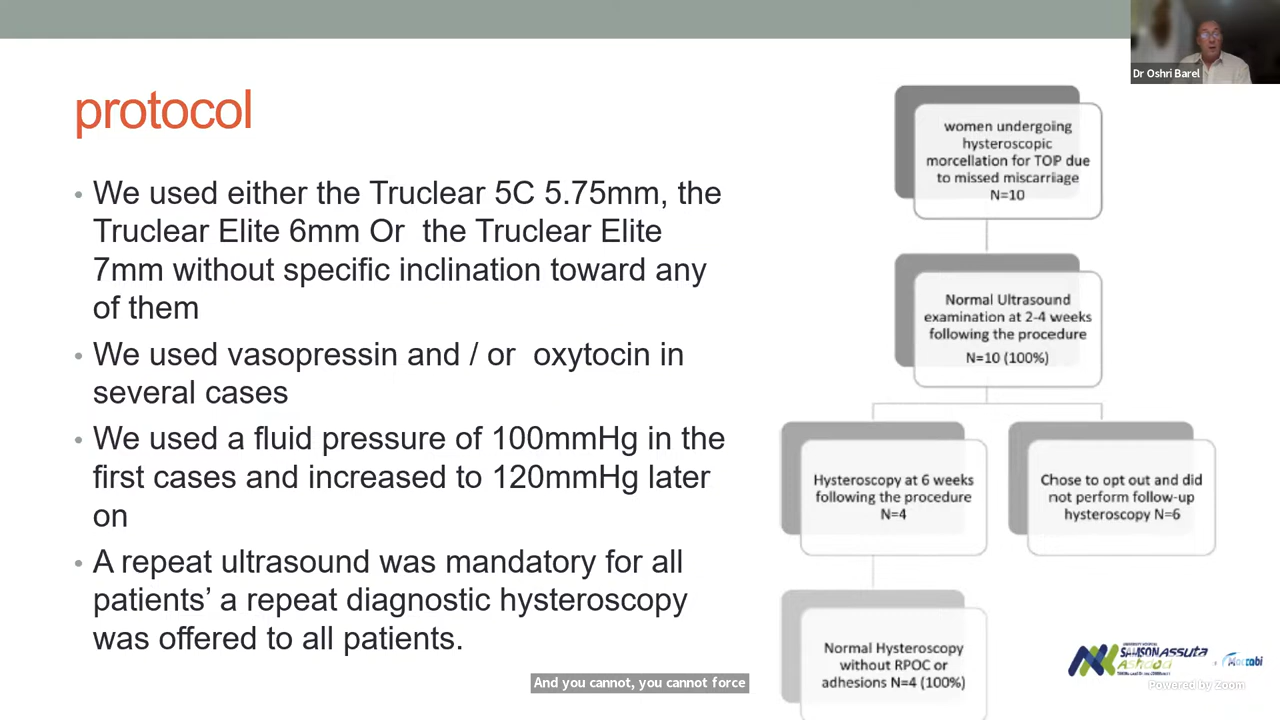 Dr Oshri Barel
protocol
• We used either the Truclear 5C 5.75mm, the
Truclear Elite 6mm Or the Truclear Elite
7mm without specific inclination toward any
of them
• We used vasopressin and / or oxytocin in
several cases
• We used a fluid pressure of 100mmHg in the
first cases and increased to 120mmHg later
on
• A repeat ultrasound was mandatory for all
patients’ a repeat diagnostic hysteroscopy
was offered to all patients.
women undergoing
hysteroscopic
morcellation for TOP due
to missed miscarriage
N=10
Normal Ultrasound
examination at 2-4 weeks
following the procedure
N=10 (100%)
Hysteroscopy at 6 weeks
following the procedure
N=4
Chose to opt out and did
not perform follow-up
hysteroscopy N=6
Normal Hysteroscopy
without RPOC or
adhesions N=4 (100%)
SAMSON ASSUTA
Ashdod
Powered by Zoom
And you cannot, you cannot force